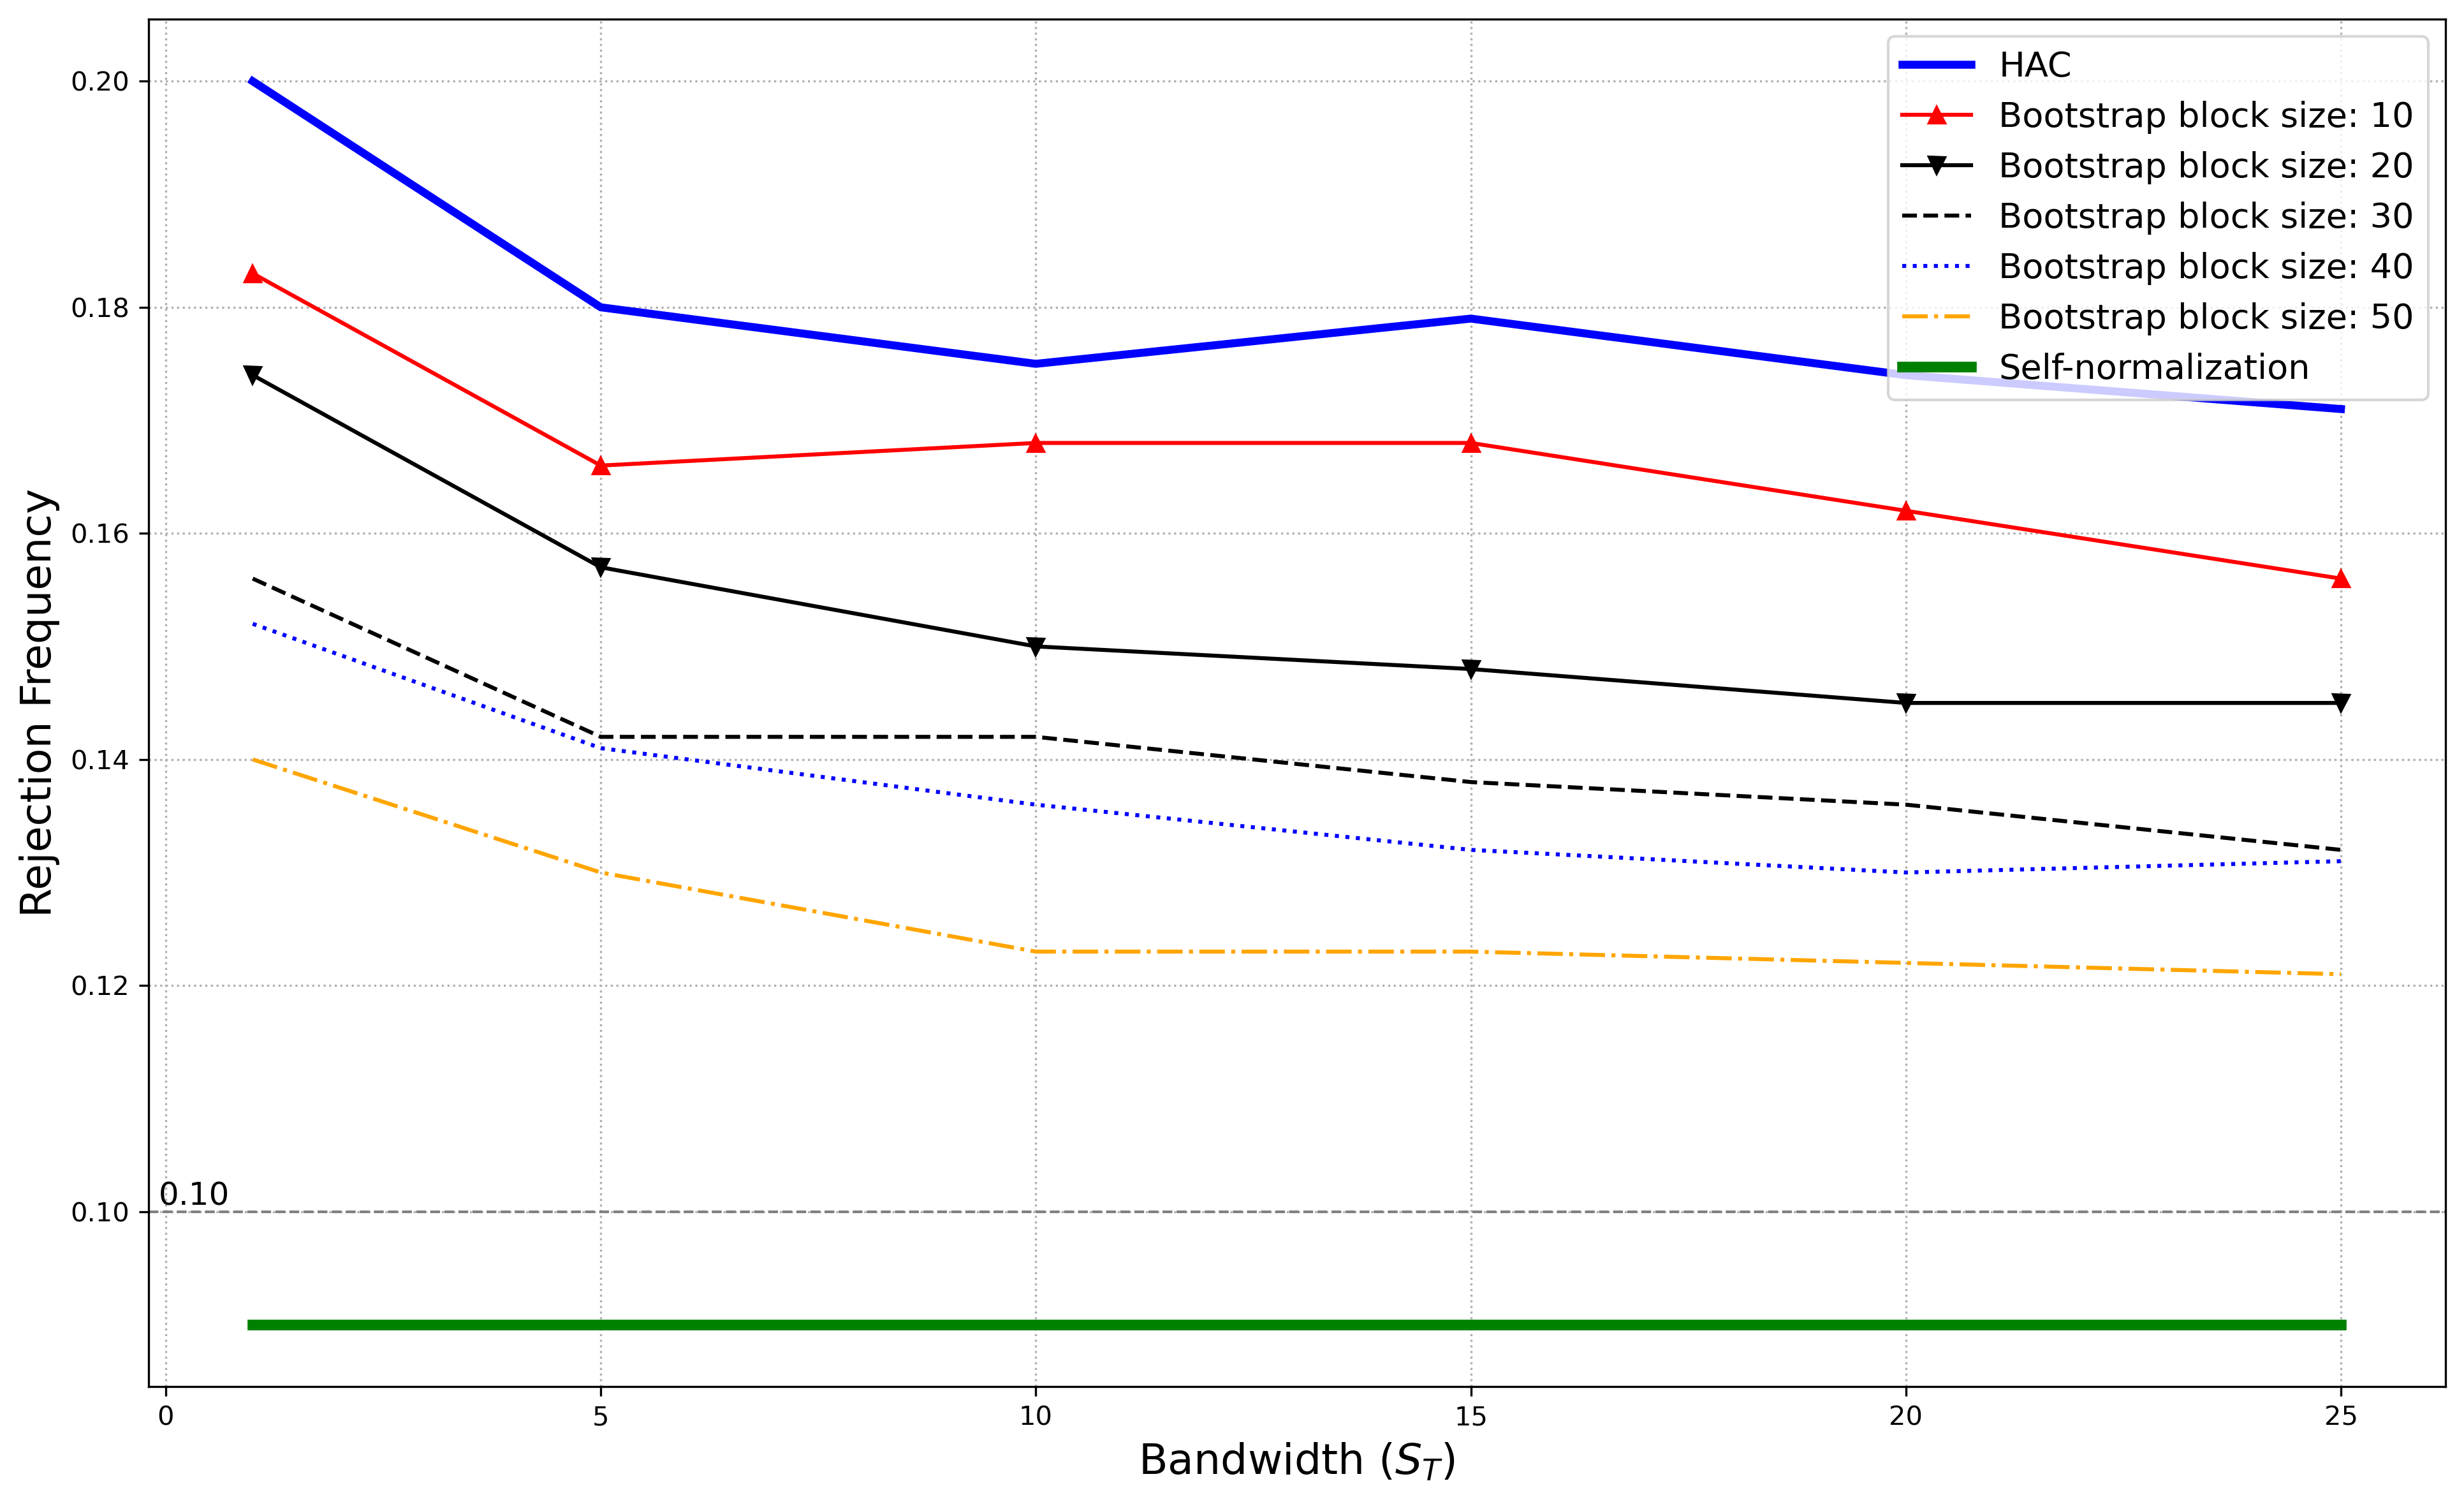 HAC
Bootstrap block size: 10
Bootstrap block size: 20
Bootstrap block size: 30
Bootstrap block size: 40
Bootstrap block size: 50
Self-normalization
Rejection Frequency
0.20
0.18
0.16
0.14
0.12
0.10
0.10
0 5 10 15 20 25
Bandwidth (S_T)